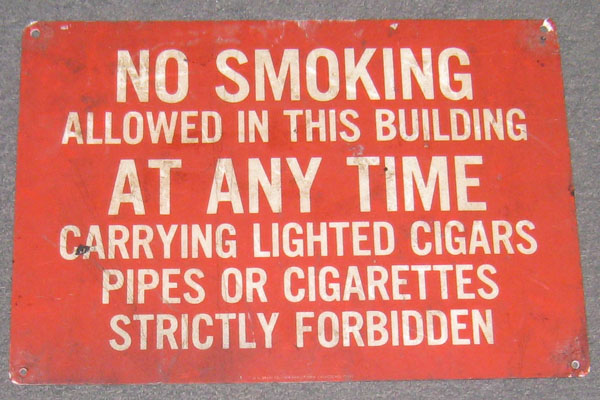 NO SMOKING
ALLOWED IN THIS BUILDING
AT ANY TIME
CARRYING LIGHTED CIGARS
PIPES OR CIGARETTES
STRICTLY FORBIDDEN